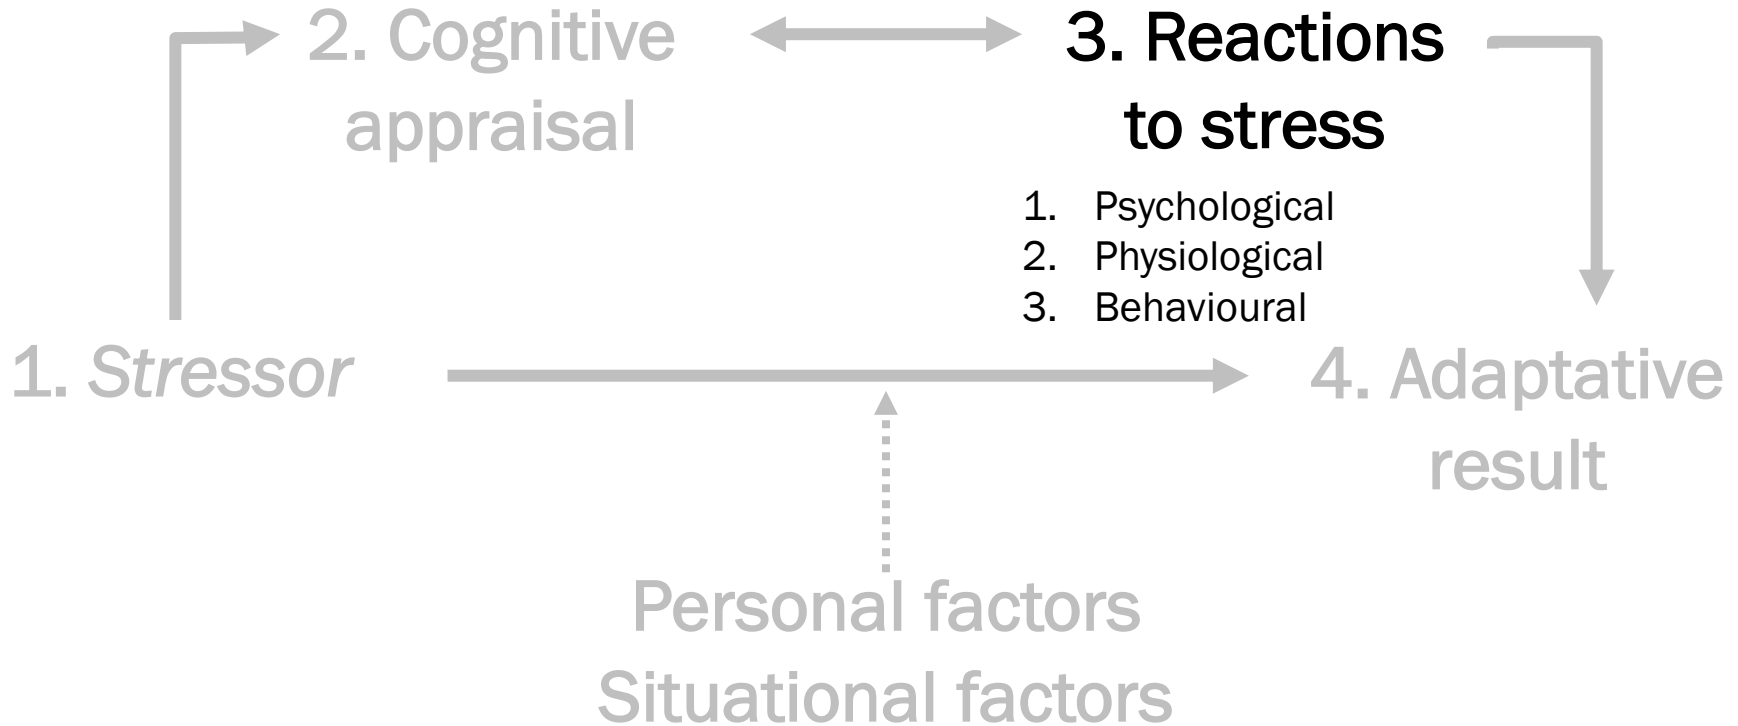 2. Cognitive
appraisal
3. Reactions
to stress
1. Psychological
2. Physiological
3. Behavioural
1. Stressor
4. Adaptative
result
Personal factors
Situational factors